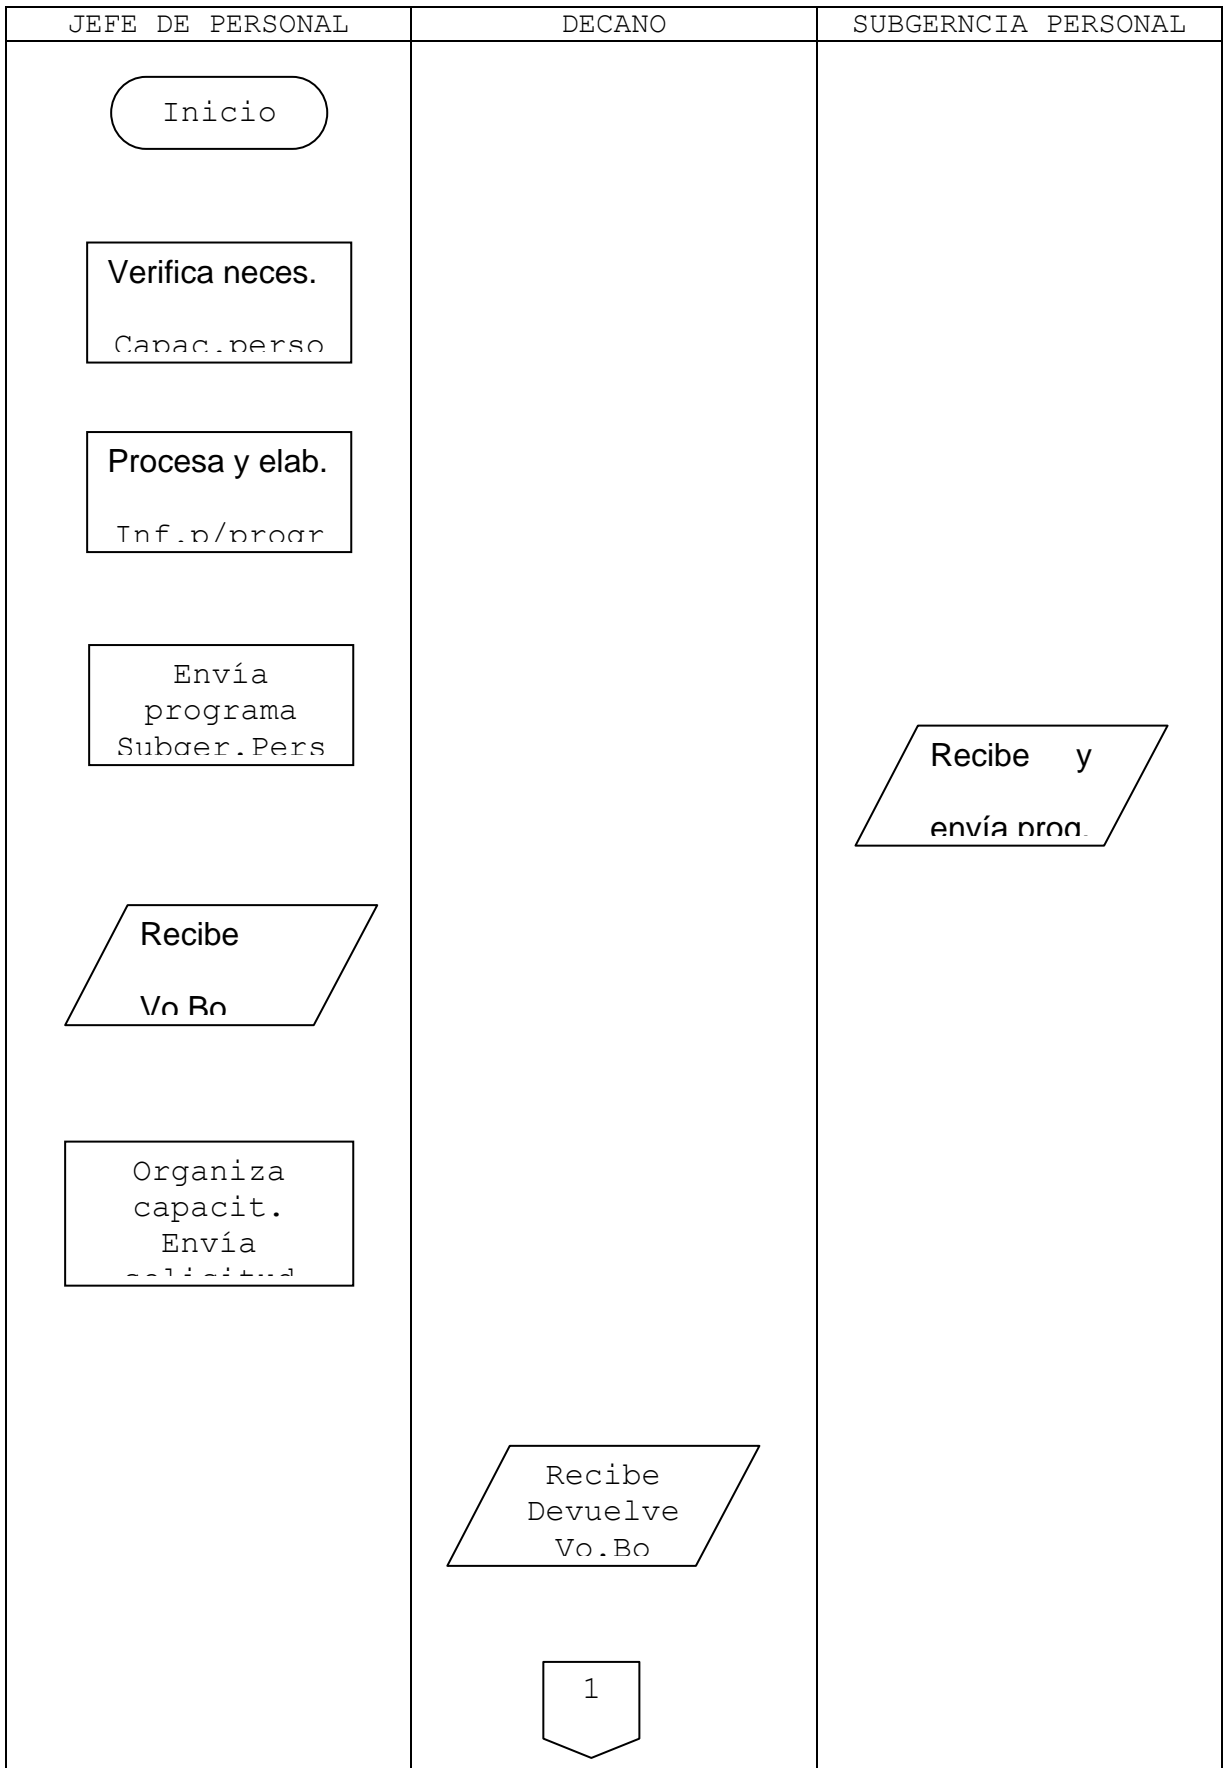 JEFE DE PERSONAL
DECANO
SUBGERNCIA PERSONAL
Inicio
Verifica neces.
Capac.perso
Procesa y elab.
Inf.p/progr
Envía
programa
Subger.Pers
Recibe y
envía prog.
Recibe
Vo.Bo
Organiza
capacit.
Envía
solicitud
Recibe
Devuelve
Vo.Bo
1